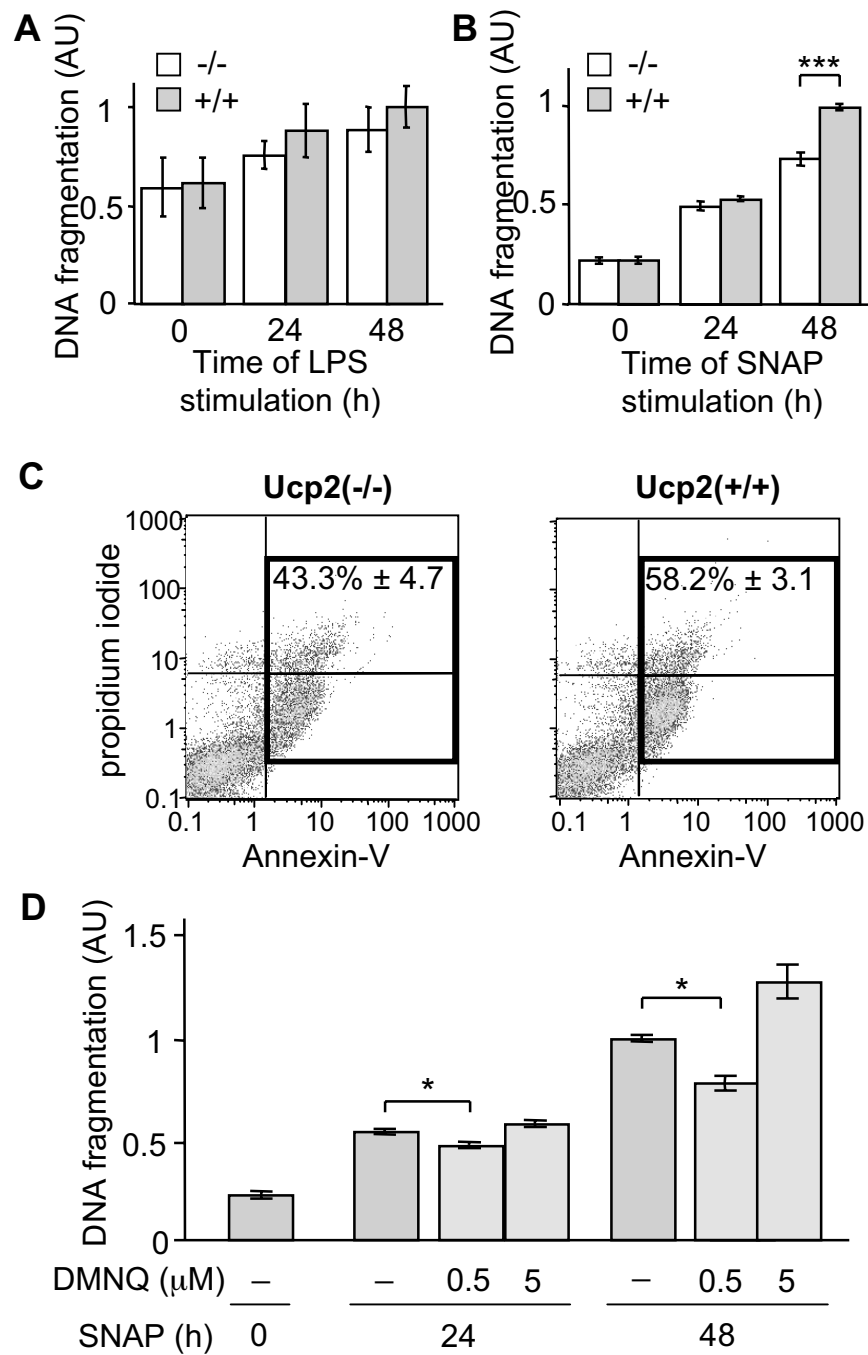 A
DNA fragmentation (AU)
-/-
+/+
1
0.5
0
0 24 48
Time of LPS
stimulation (h)
B
DNA fragmentation (AU)
-/-
+/+
***
1
0.5
0
0 24 48
Time of SNAP
stimulation (h)
C
Ucp2(-/-)
propidium iodide
1000
100
10
1
0.1
43.3% ± 4.7
0.1 1 10 100 1000
Annexin-V
Ucp2(+/+)
58.2% ± 3.1
0.1 1 10 100 1000
Annexin-V
D
DNA fragmentation (AU)
1.5
1
0.5
0
*
*
DMNQ (µM) – – 0.5 5 – 0.5 5
SNAP (h) 0 24 48